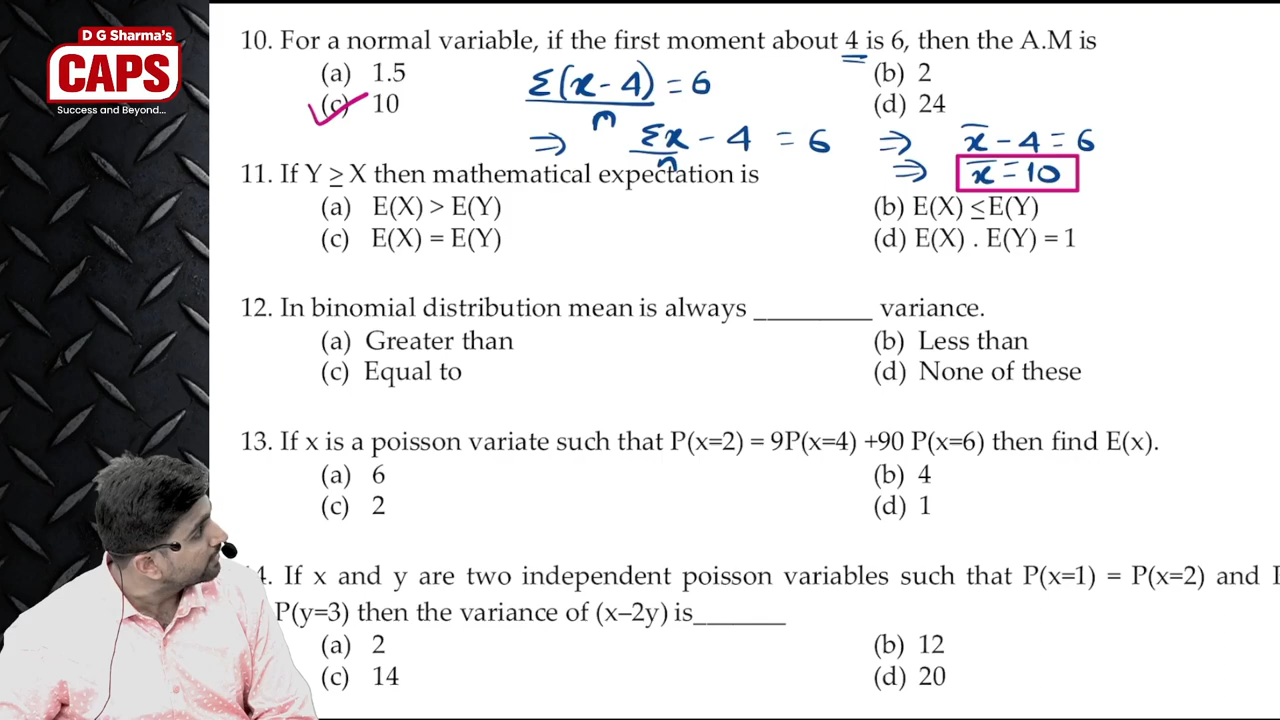 D G Sharma's
CAPS
Success and Beyond...
10. For a normal variable, if the first moment about 4 is 6, then the A.M is
(a) 1.5
(b) 2
(c) 10
(d) 24
Σ(x - 4) = 6
n
⇒ Σx - 4 = 6 ⇒ x̄ - 4 = 6
n
⇒ x̄ = 10
11. If Y ≥ X then mathematical expectation is
(a) E(X) > E(Y)
(b) E(X) ≤ E(Y)
(c) E(X) = E(Y)
(d) E(X) . E(Y) = 1
12. In binomial distribution mean is always _________ variance.
(a) Greater than
(b) Less than
(c) Equal to
(d) None of these
13. If x is a poisson variate such that P(x=2) = 9P(x=4) +90 P(x=6) then find E(x).
(a) 6
(b) 4
(c) 2
(d) 1
4. If x and y are two independent poisson variables such that P(x=1) = P(x=2) and
P(y=3) then the variance of (x–2y) is_______
(a) 2
(b) 12
(c) 14
(d) 20